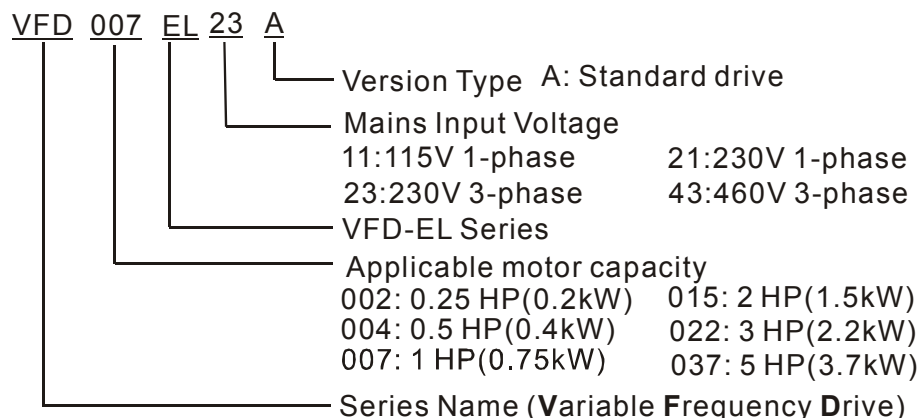 VFD 007 EL 23 A
Version Type A: Standard drive
Mains Input Voltage
11:115V 1-phase 21:230V 1-phase
23:230V 3-phase 43:460V 3-phase
VFD-EL Series
Applicable motor capacity
002: 0.25 HP(0.2kW) 015: 2 HP(1.5kW)
004: 0.5 HP(0.4kW) 022: 3 HP(2.2kW)
007: 1 HP(0.75kW) 037: 5 HP(3.7kW)
Series Name (Variable Frequency Drive)